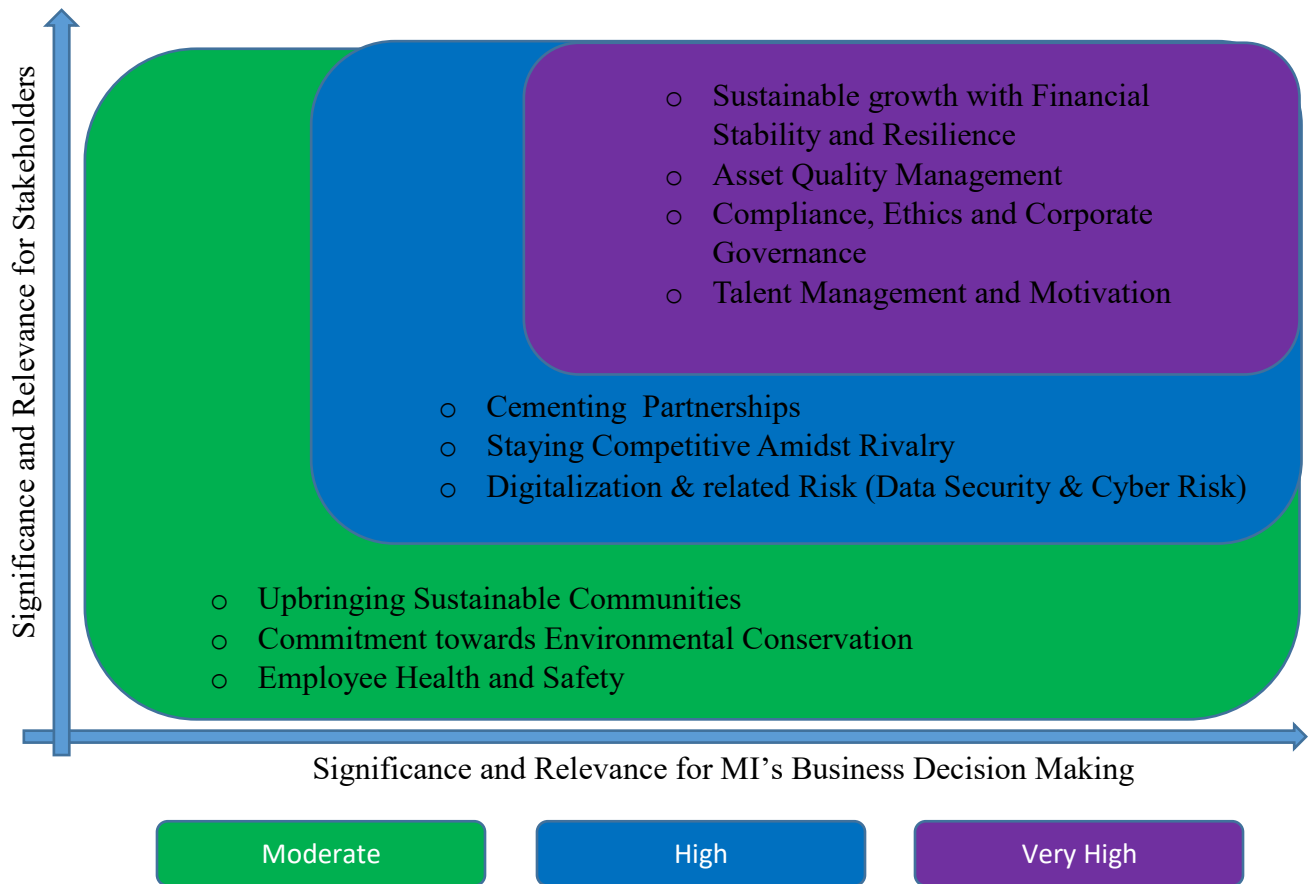 Significance and Relevance for Stakeholders
o Sustainable growth with Financial
Stability and Resilience
o Asset Quality Management
o Compliance, Ethics and Corporate
Governance
o Talent Management and Motivation
o Cementing Partnerships
o Staying Competitive Amidst Rivalry
o Digitalization & related Risk (Data Security & Cyber Risk)
o Upbringing Sustainable Communities
o Commitment towards Environmental Conservation
o Employee Health and Safety
Significance and Relevance for MI’s Business Decision Making
Moderate
High
Very High